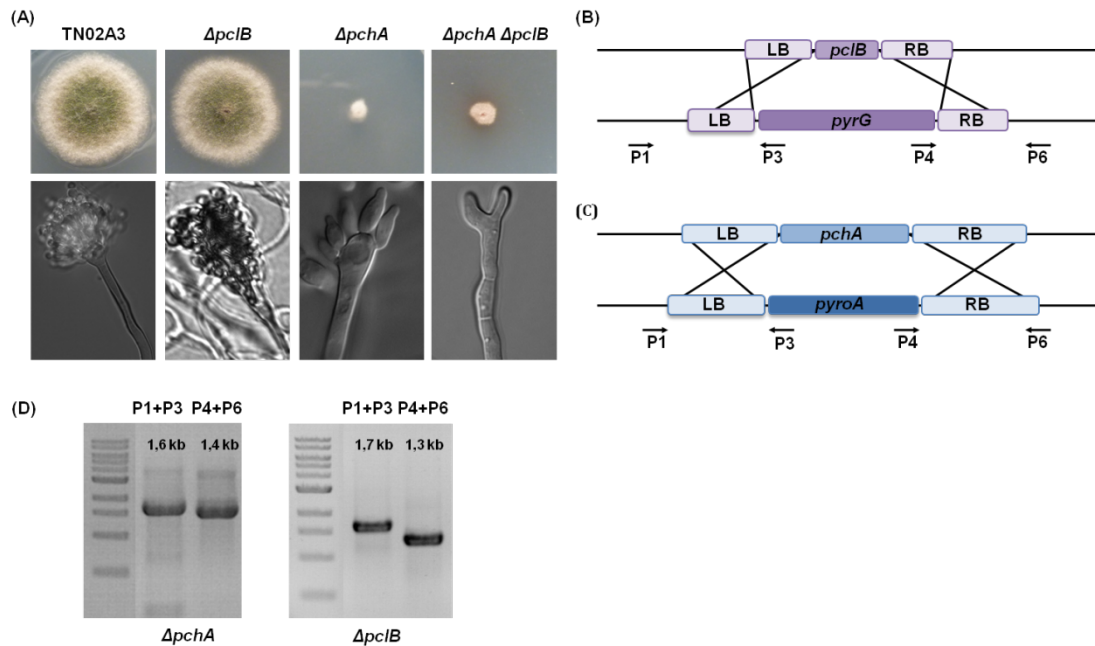 (A)
TN02A3 ΔpclB ΔpchA ΔpchA ΔpclB
(B)
LB pclB RB
LB pyrG RB
P1 P3 P4 P6
(C)
LB pchA RB
LB pyroA RB
P1 P3 P4 P6
(D)
P1+P3 P4+P6 P1+P3 P4+P6
1,6 kb 1,4 kb 1,7 kb 1,3 kb
ΔpchA ΔpclB